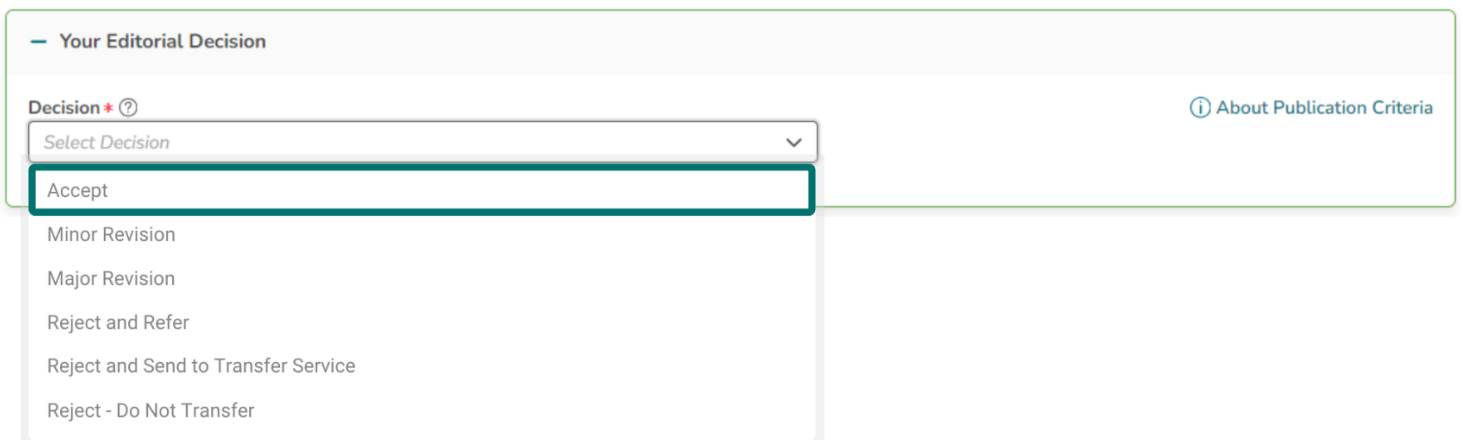 − Your Editorial Decision
Decision * ?
About Publication Criteria
Select Decision
Accept
Minor Revision
Major Revision
Reject and Refer
Reject and Send to Transfer Service
Reject - Do Not Transfer